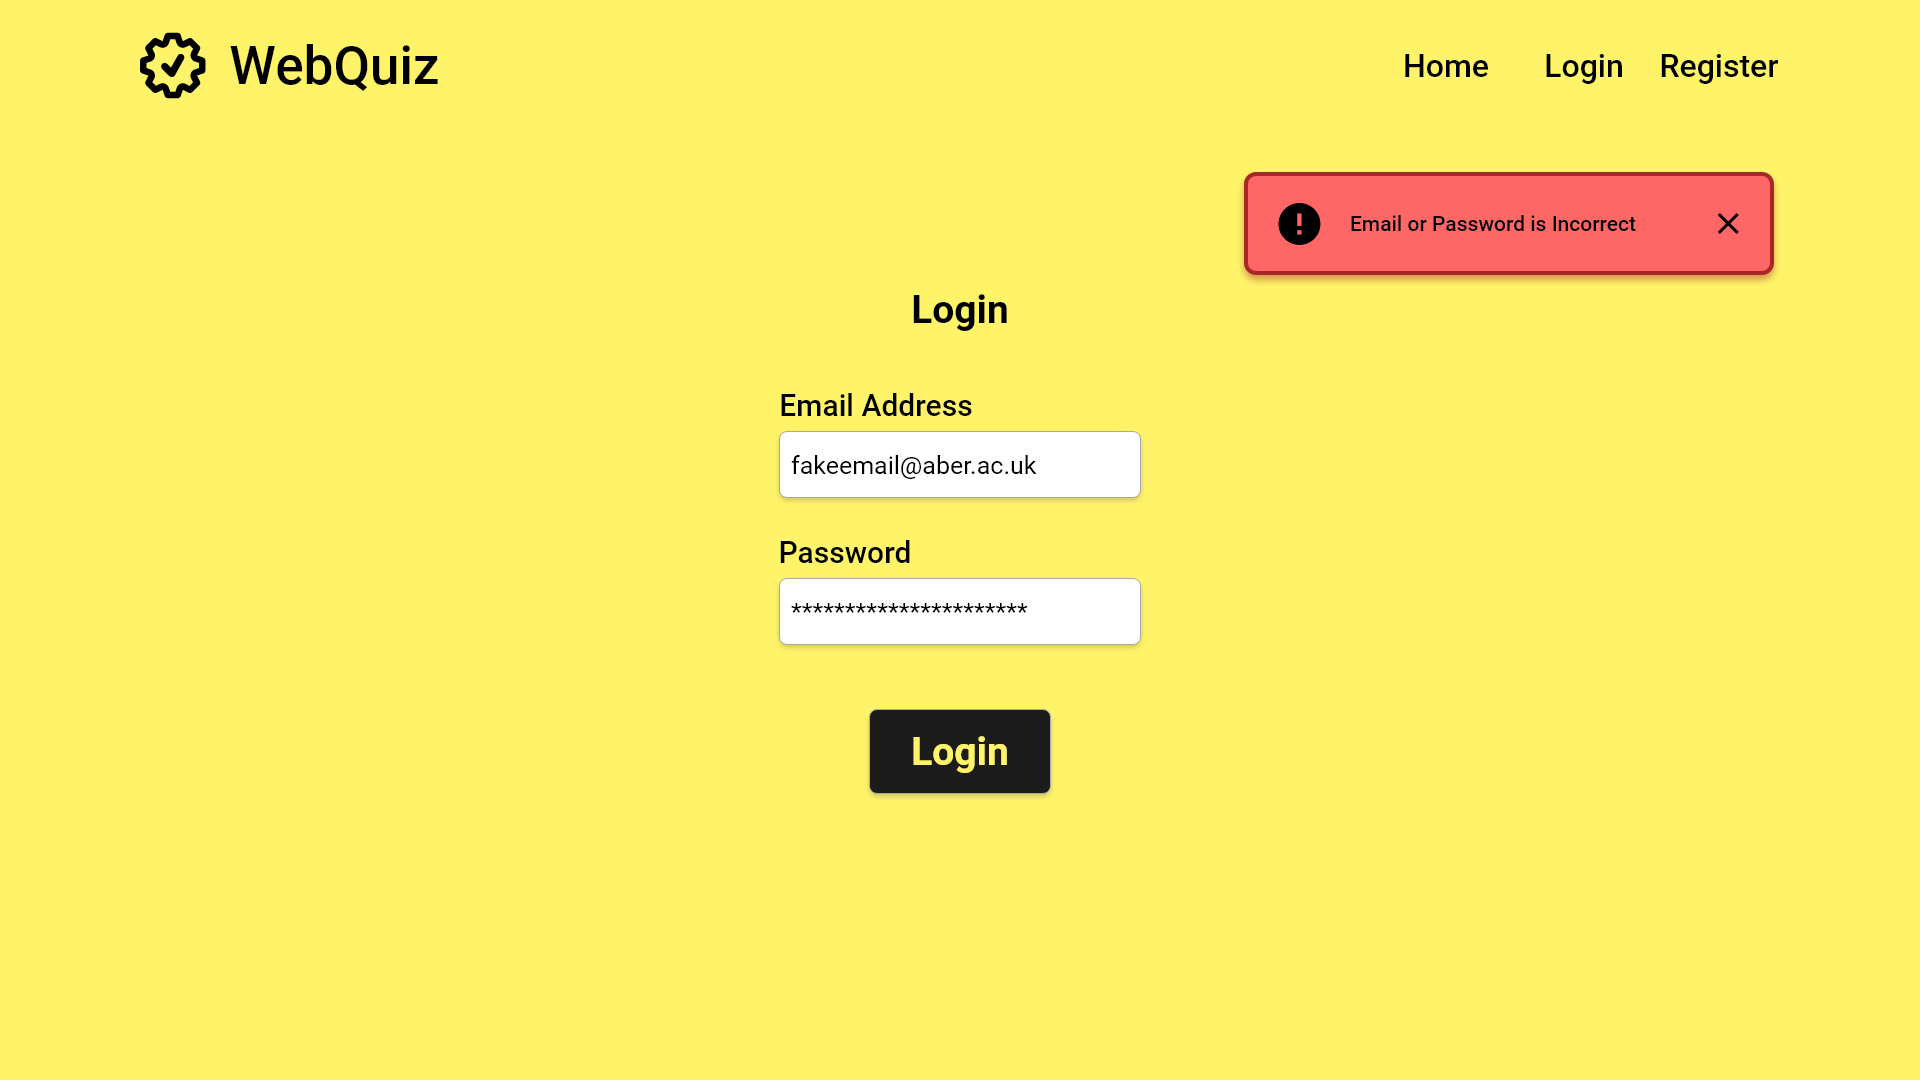 WebQuiz
Home Login Register
Email or Password is Incorrect
Login
Email Address
fakeemail@aber.ac.uk
Password
**********************
Login